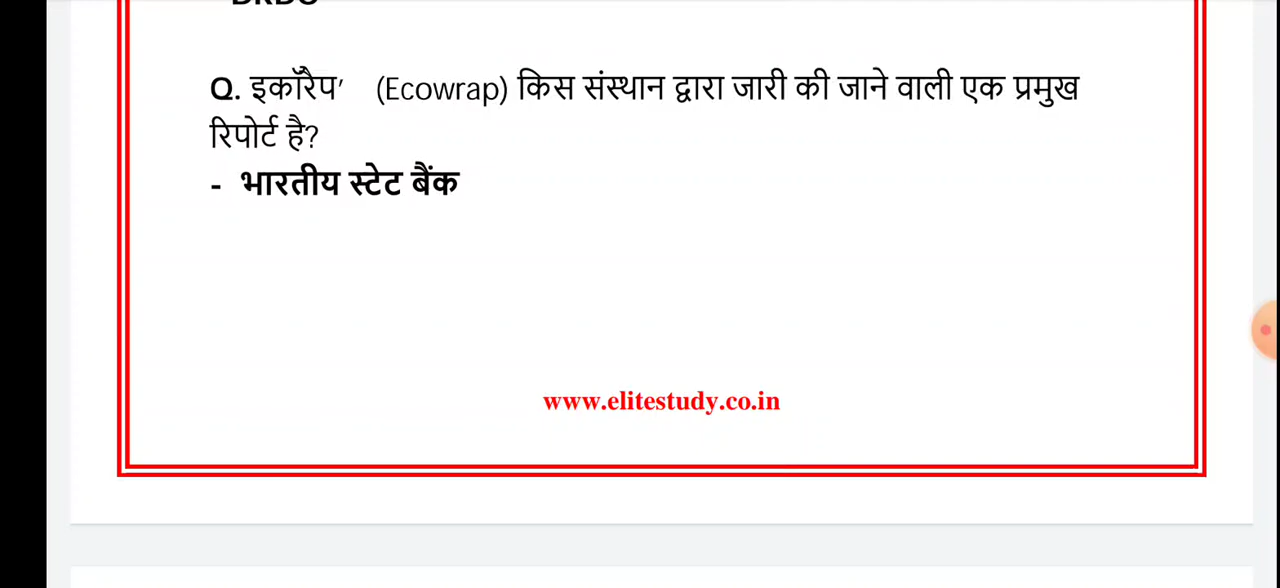 Q. इकॉरैप’ (Ecowrap) किस संस्थान द्वारा जारी की जाने वाली एक प्रमुख
रिपोर्ट है?
- भारतीय स्टेट बैंक
www.elitestudy.co.in